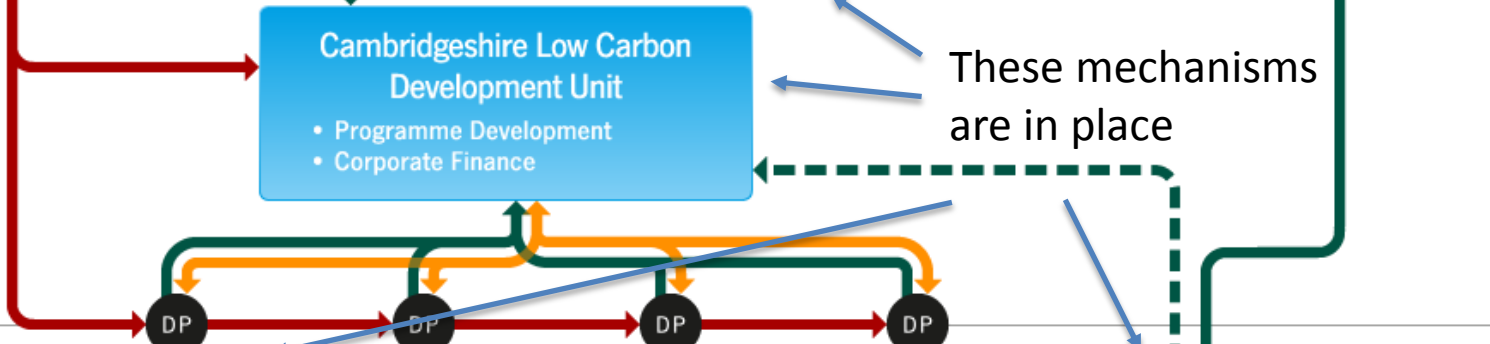 Cambridgeshire Low Carbon
Development Unit
• Programme Development
• Corporate Finance
These mechanisms
are in place
DP
DP
DP
DP